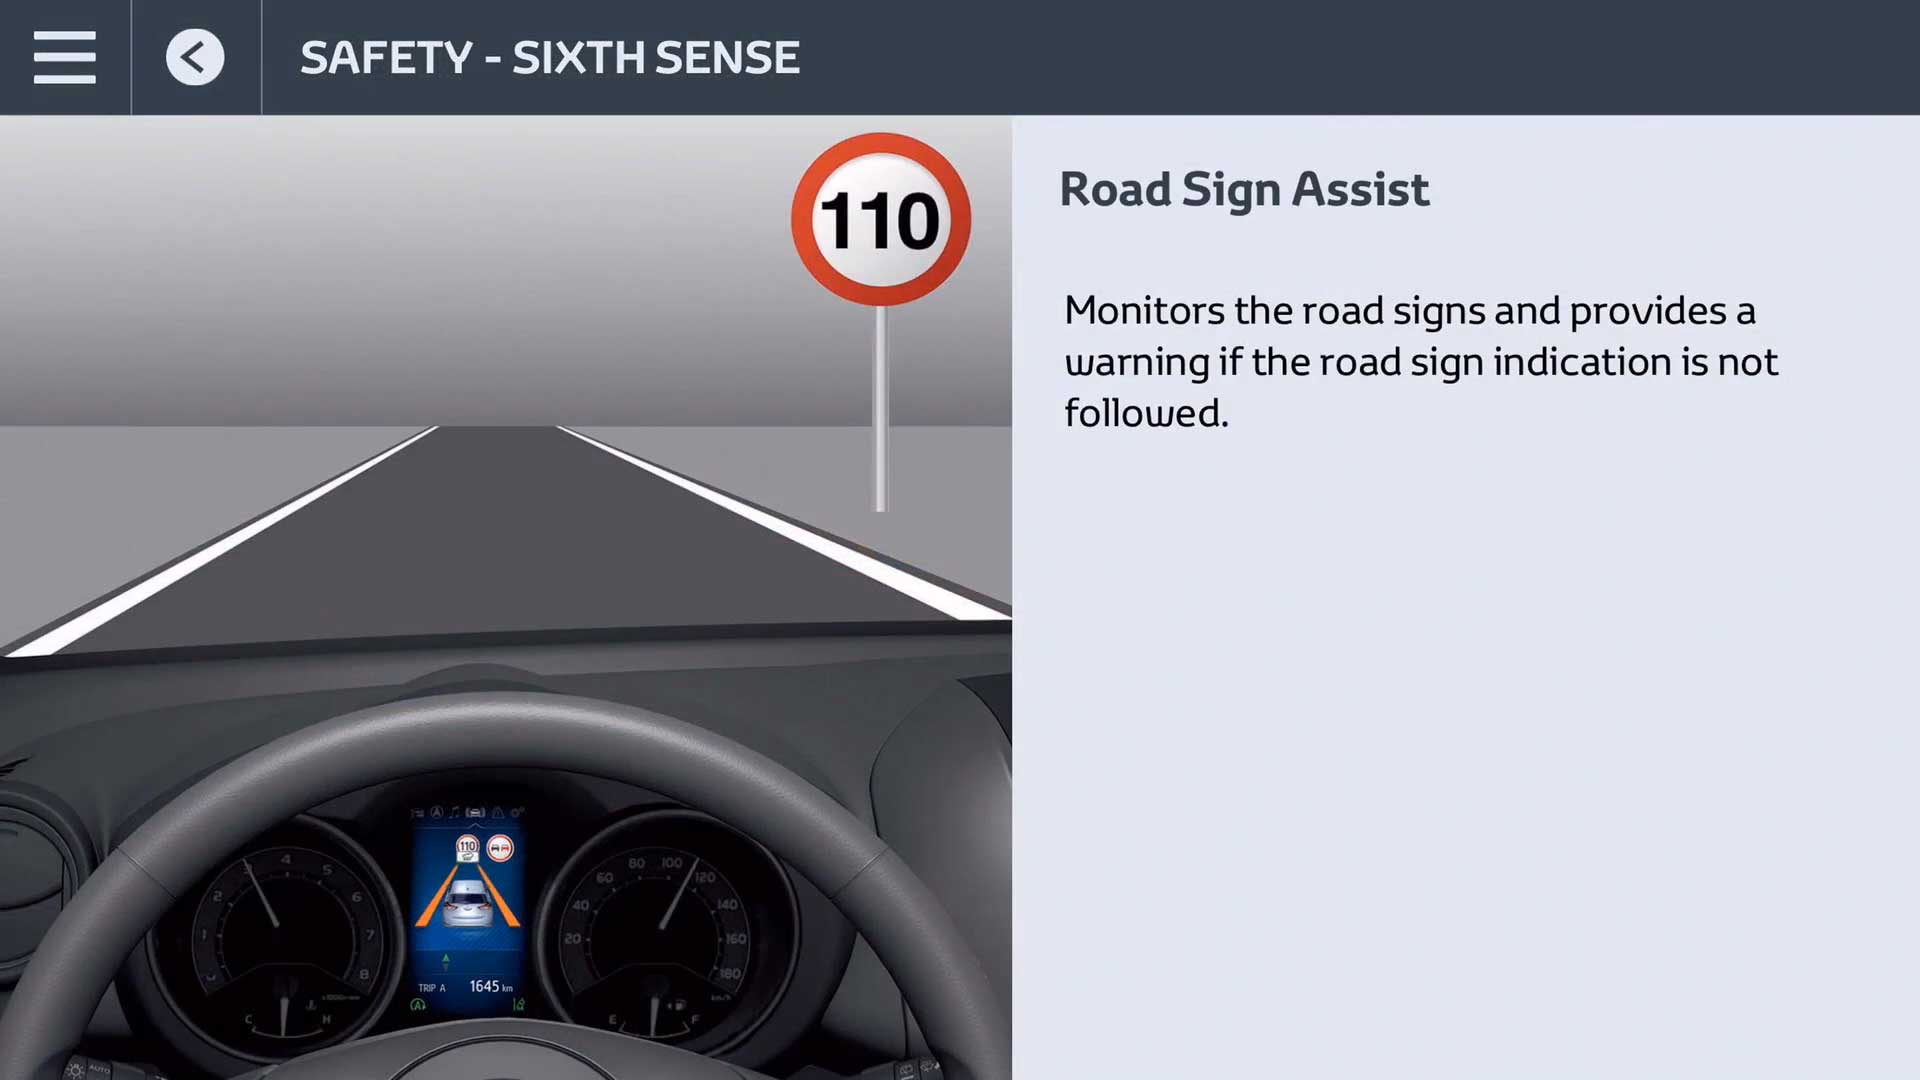 SAFETY - SIXTH SENSE
110
Road Sign Assist
Monitors the road signs and provides a
warning if the road sign indication is not
followed.
110
1 2 3 4 5 6 7 8
20 40 60 80 100 120 140 160 180
km/h
TRIP A 1645 km
C H
E F
AUTO